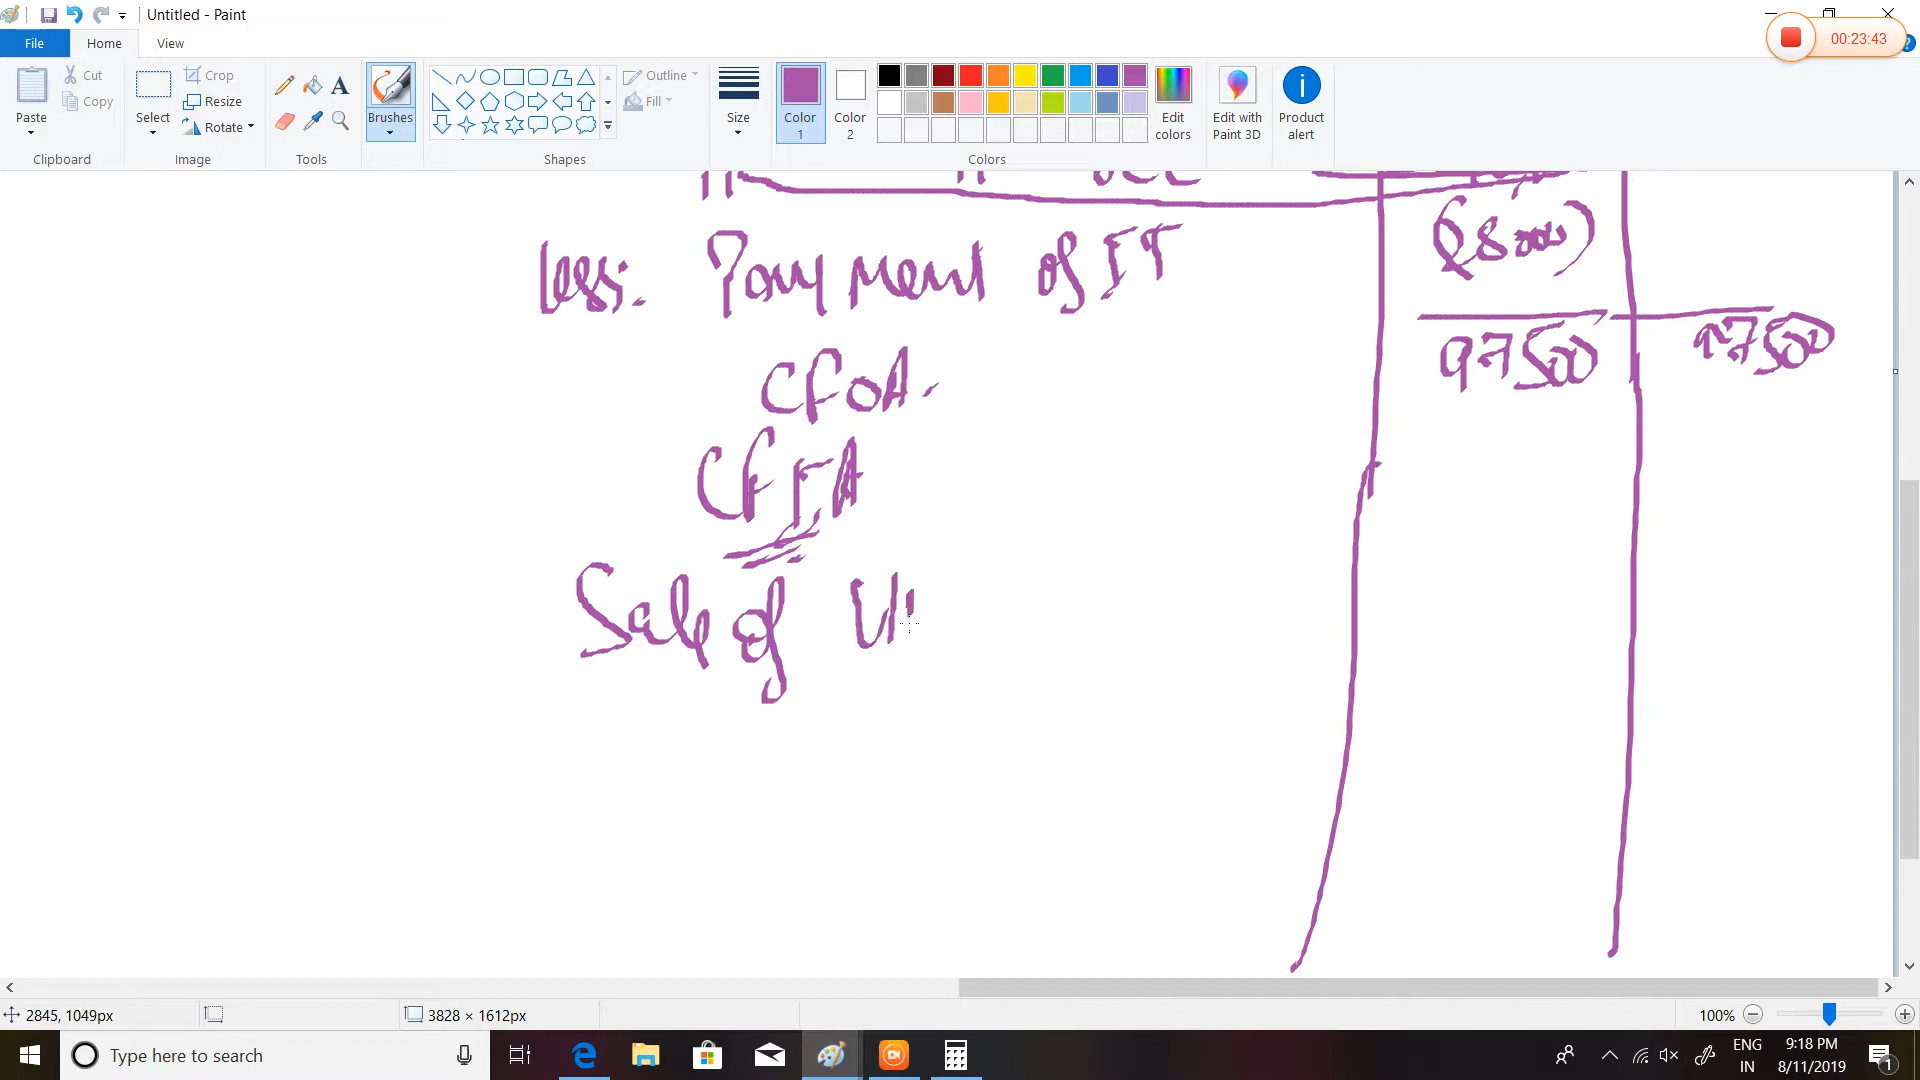 Untitled - Paint
00:23:43
File Home View
Paste Cut Copy Select Crop Resize Rotate Brushes Outline Fill Size Color 1 Color 2 Edit colors Edit with Paint 3D Product alert
Clipboard Image Tools Shapes Colors
(8000)
less: Payment of IT
97500 97500
CFOA.
CFIA
Sale of
2845, 1049px 3828 × 1612px 100%
Type here to search ENG IN 9:18 PM 8/11/2019 1